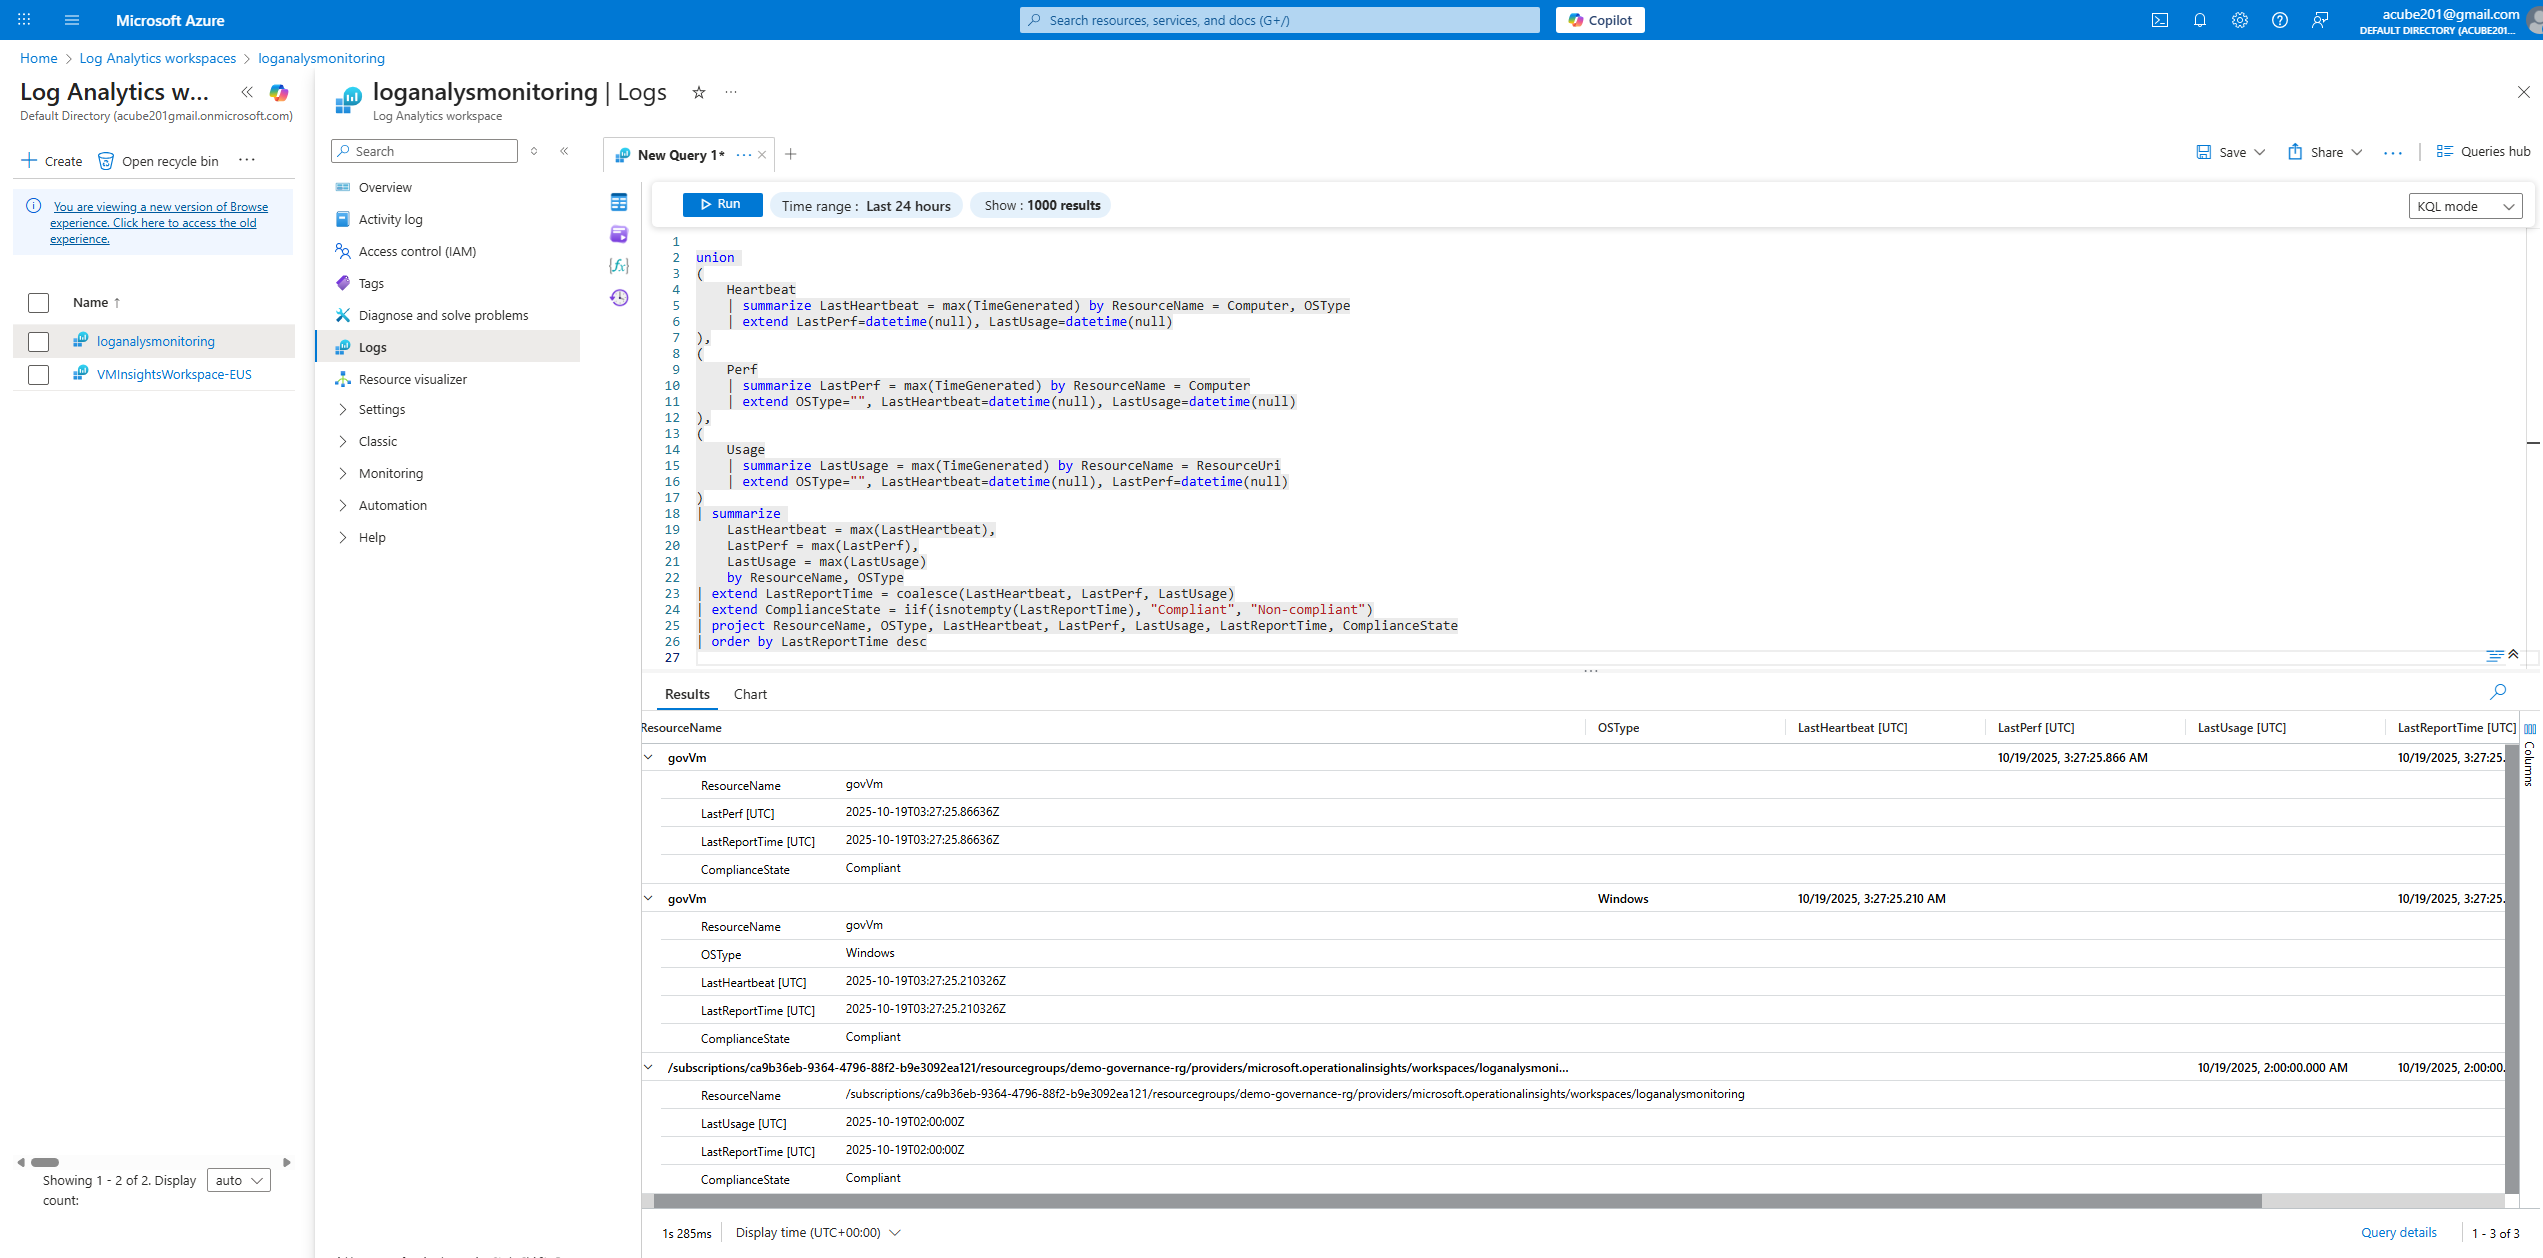 Microsoft Azure
Search resources, services, and docs (G+/)
Copilot
acube201@gmail.com
DEFAULT DIRECTORY (ACUBE201...
Home > Log Analytics workspaces > loganalysmonitoring
Log Analytics w...
Default Directory (acube201gmail.onmicrosoft.com)
Create
Open recycle bin
You are viewing a new version of Browse
experience. Click here to access the old
experience.
Name ↑
loganalysmonitoring
VMInsightsWorkspace-EUS
Showing 1 - 2 of 2. Display
count:
auto
loganalysmonitoring | Logs
Log Analytics workspace
Search
Overview
Activity log
Access control (IAM)
Tags
Diagnose and solve problems
Logs
Resource visualizer
Settings
Classic
Monitoring
Automation
Help
New Query 1*
Save
Share
Queries hub
Run
Time range : Last 24 hours
Show : 1000 results
KQL mode
1
2 union
3 (
4 Heartbeat
5 | summarize LastHeartbeat = max(TimeGenerated) by ResourceName = Computer, OSType
6 | extend LastPerf=datetime(null), LastUsage=datetime(null)
7 ),
8 (
9 Perf
10 | summarize LastPerf = max(TimeGenerated) by ResourceName = Computer
11 | extend OSType="", LastHeartbeat=datetime(null), LastUsage=datetime(null)
12 ),
13 (
14 Usage
15 | summarize LastUsage = max(TimeGenerated) by ResourceName = ResourceUri
16 | extend OSType="", LastHeartbeat=datetime(null), LastPerf=datetime(null)
17 )
18 | summarize
19 LastHeartbeat = max(LastHeartbeat),
20 LastPerf = max(LastPerf),
21 LastUsage = max(LastUsage)
22 by ResourceName, OSType
23 | extend LastReportTime = coalesce(LastHeartbeat, LastPerf, LastUsage)
24 | extend ComplianceState = iif(isnotempty(LastReportTime), "Compliant", "Non-compliant")
25 | project ResourceName, OSType, LastHeartbeat, LastPerf, LastUsage, LastReportTime, ComplianceState
26 | order by LastReportTime desc
27
Results
Chart
ResourceName OSType LastHeartbeat [UTC] LastPerf [UTC] LastUsage [UTC] LastReportTime [UTC]
Columns
govVm 10/19/2025, 3:27:25.866 AM 10/19/2025, 3:27:25.
ResourceName govVm
LastPerf [UTC] 2025-10-19T03:27:25.86636Z
LastReportTime [UTC] 2025-10-19T03:27:25.86636Z
ComplianceState Compliant
govVm Windows 10/19/2025, 3:27:25.210 AM 10/19/2025, 3:27:25.
ResourceName govVm
OSType Windows
LastHeartbeat [UTC] 2025-10-19T03:27:25.210326Z
LastReportTime [UTC] 2025-10-19T03:27:25.210326Z
ComplianceState Compliant
/subscriptions/ca9b36eb-9364-4796-88f2-b9e3092ea121/resourcegroups/demo-governance-rg/providers/microsoft.operationalinsights/workspaces/loganalysmoni... 10/19/2025, 2:00:00.000 AM 10/19/2025, 2:00:00.
ResourceName /subscriptions/ca9b36eb-9364-4796-88f2-b9e3092ea121/resourcegroups/demo-governance-rg/providers/microsoft.operationalinsights/workspaces/loganalysmonitoring
LastUsage [UTC] 2025-10-19T02:00:00Z
LastReportTime [UTC] 2025-10-19T02:00:00Z
ComplianceState Compliant
1s 285ms
Display time (UTC+00:00)
Query details
1 - 3 of 3